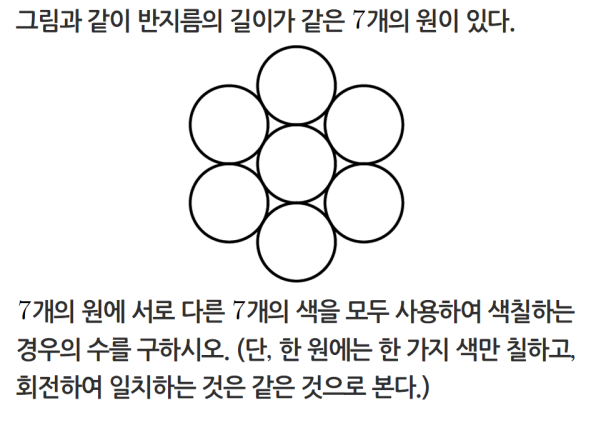 그림과 같이 반지름의 길이가 같은 7개의 원이 있다.
7개의 원에 서로 다른 7개의 색을 모두 사용하여 색칠하는
경우의 수를 구하시오. (단, 한 원에는 한 가지 색만 칠하고,
회전하여 일치하는 것은 같은 것으로 본다.)